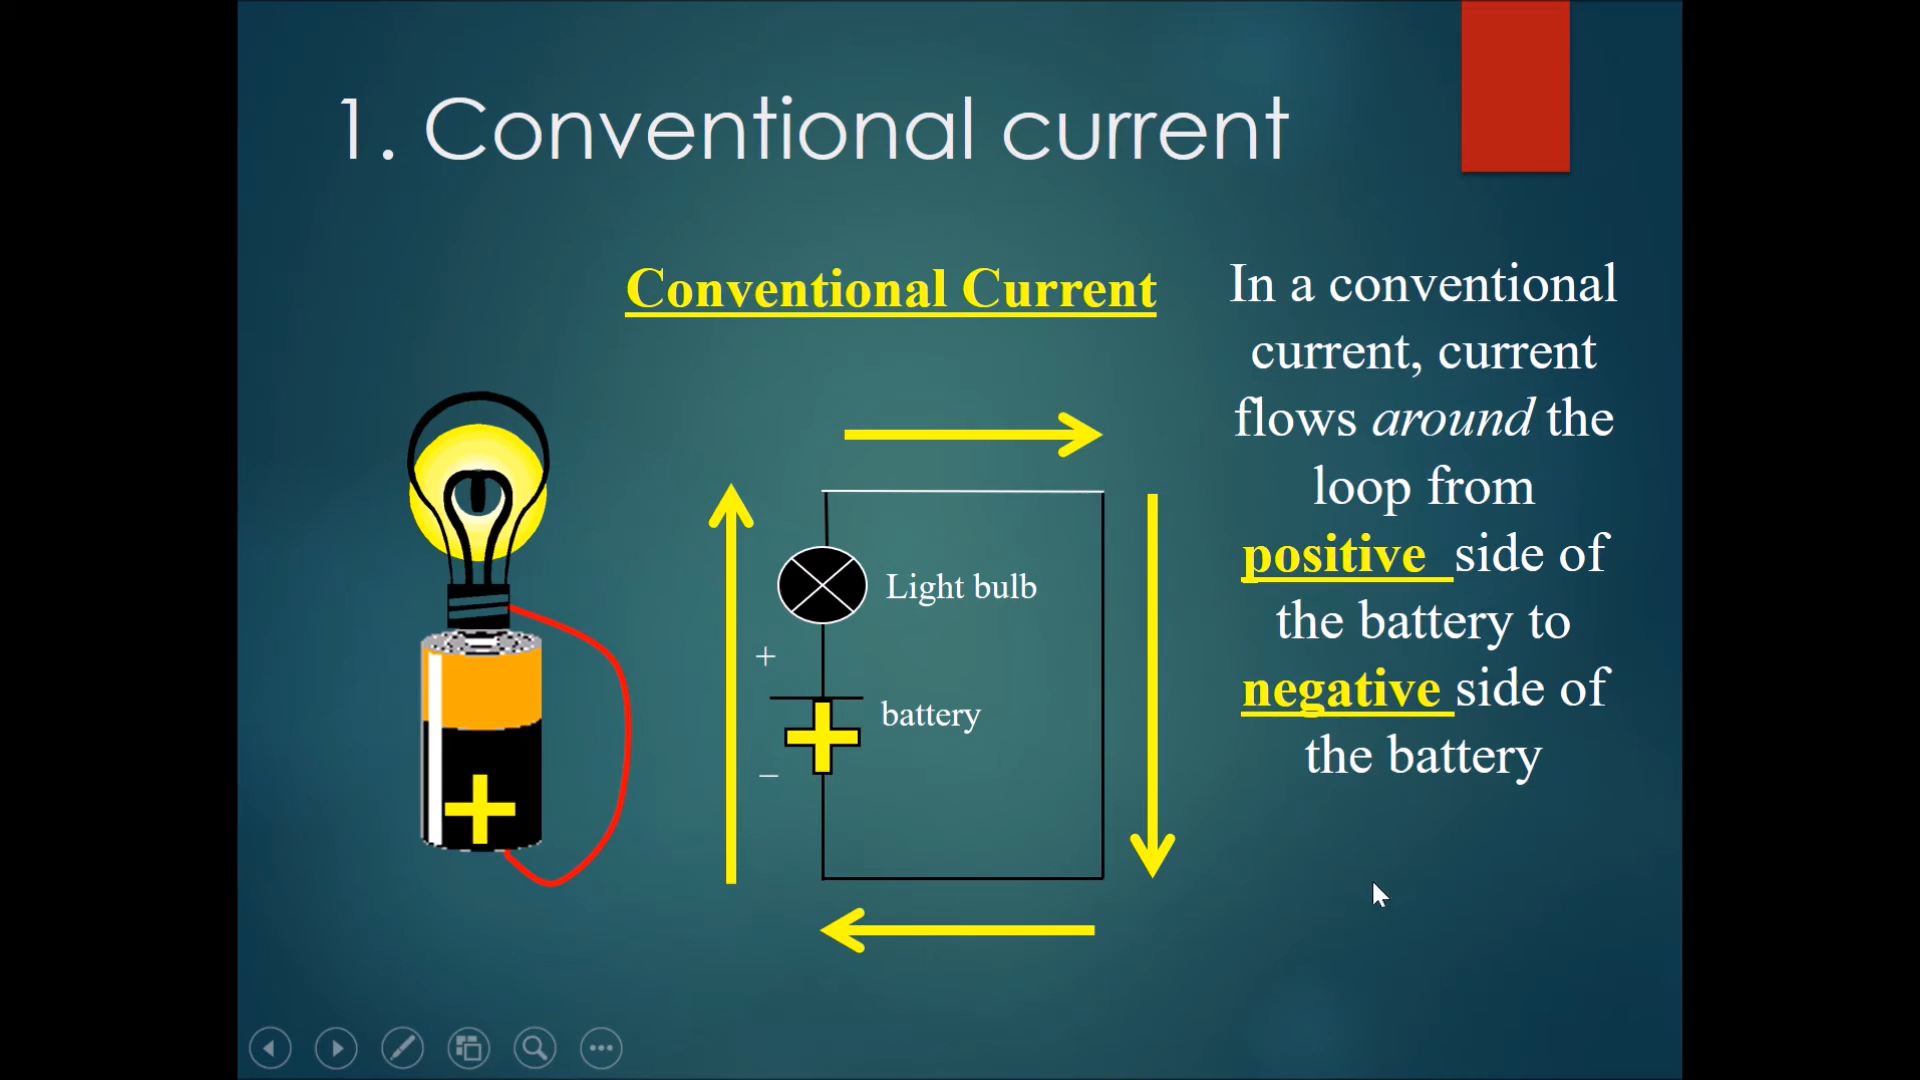 1. Conventional current
Conventional Current
In a conventional
current, current
flows around the
loop from
positive side of
the battery to
negative side of
the battery
Light bulb
+
battery
–